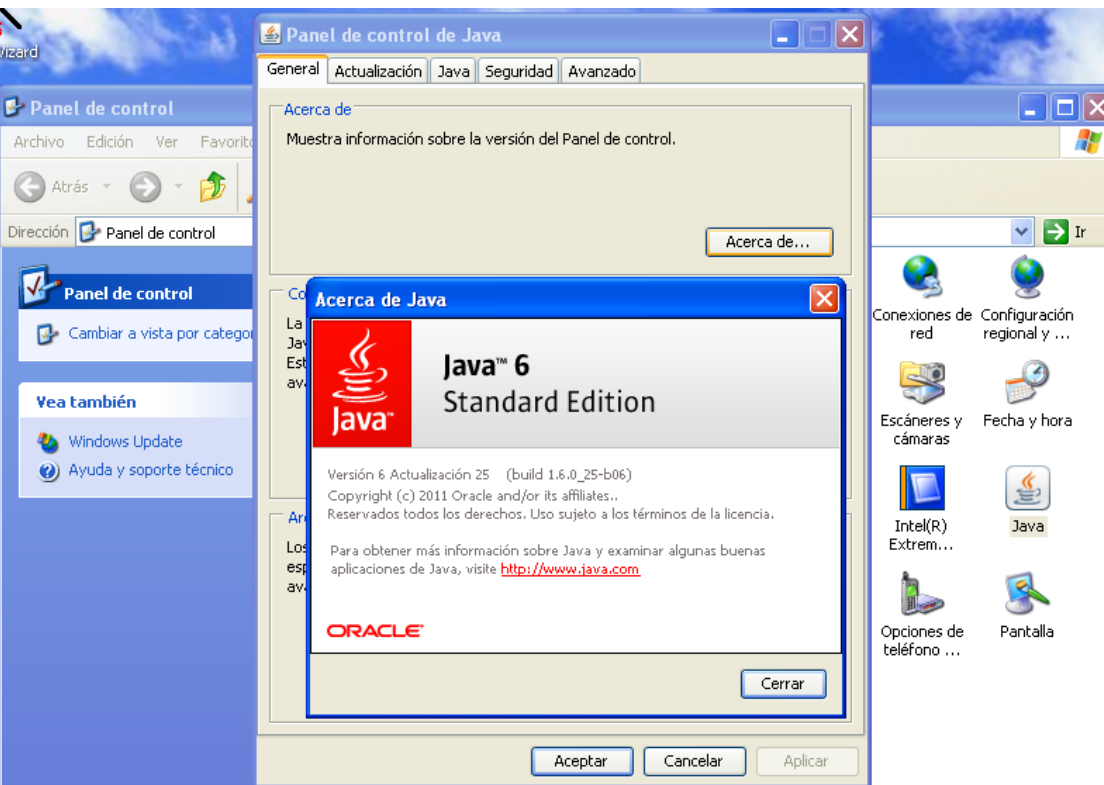 Wizard
Panel de control de Java
General Actualización Java Seguridad Avanzado
Acerca de
Muestra información sobre la versión del Panel de control.
Acerca de...
Panel de control
Archivo Edición Ver
Atrás
Dirección Panel de control
Ir
Panel de control
Cambiar a vista por
Vea también
Windows Update
Ayuda y soporte técnico
La
Acerca de Java
Java™ 6
Standard Edition
Java™
Versión 6 Actualización 25 (build 1.6.0_25-b06)
Copyright (c) 2011 Oracle and/or its affiliates..
Reservados todos los derechos. Uso sujeto a los términos de la licencia.
Para obtener más información sobre Java y examinar algunas buenas
aplicaciones de Java, visite http://www.java.com
ORACLE
Cerrar
Aceptar Cancelar Aplicar
Conexiones de
red
Configuración
regional y ...
Escáneres y
cámaras
Fecha y hora
Intel(R)
Extrem...
Java
Opciones de
teléfono ...
Pantalla